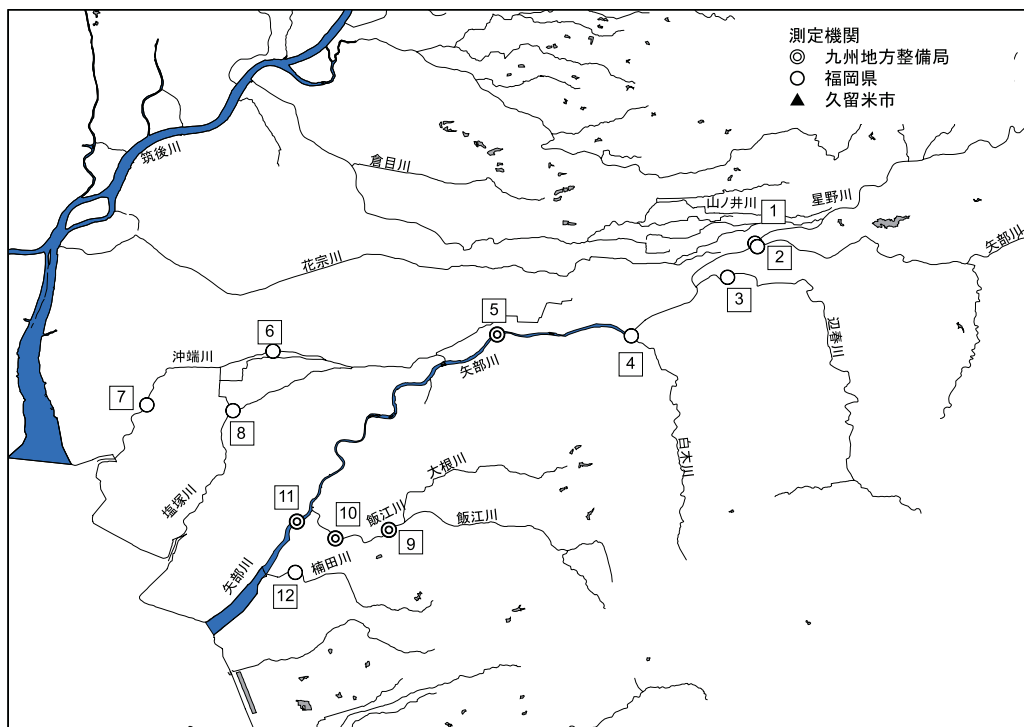 測定機関
九州地方整備局
福岡県
久留米市
筑後川
倉目川
山ノ井川
星野川
1
矢部川
2
花宗川
3
5
6
辺春川
沖端川
矢部川
4
7
8
白木川
大根川
塩塚川
11
10
飯江川
飯江川
9
楠田川
矢部川
12